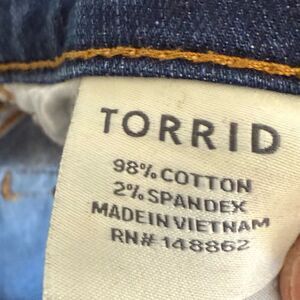 TORRID
98% COTTON
2% SPANDEX
MADE IN VIETNAM
RN# 148862